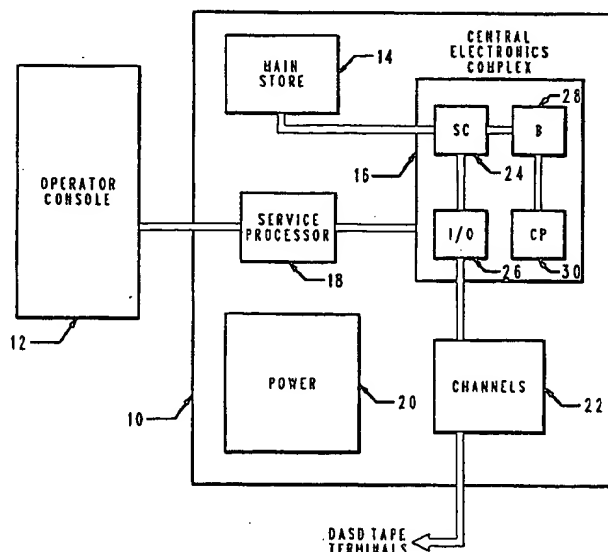 CENTRAL
ELECTRONICS
COMPLEX
MAIN
STORE
14
28
SC
B
16
24
OPERATOR
CONSOLE
SERVICE
PROCESSOR
I/O
CP
18
26
30
12
POWER
CHANNELS
10
20
22
DASD TAPE
TERMINALS